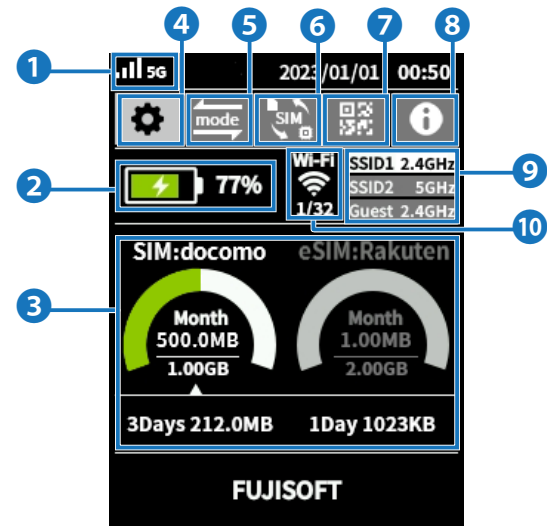 4 5 6 7 8
1 5G 2023/01/01 00:50
mode SIM
2 77% Wi-Fi 1/32 SSID1 2.4GHz 9
SSID2 5GHz
Guest 2.4GHz
10
3 SIM:docomo eSIM:Rakuten
Month Month
500.0MB 1.00MB
1.00GB 2.00GB
3Days 212.0MB 1Day 1023KB
FUJISOFT